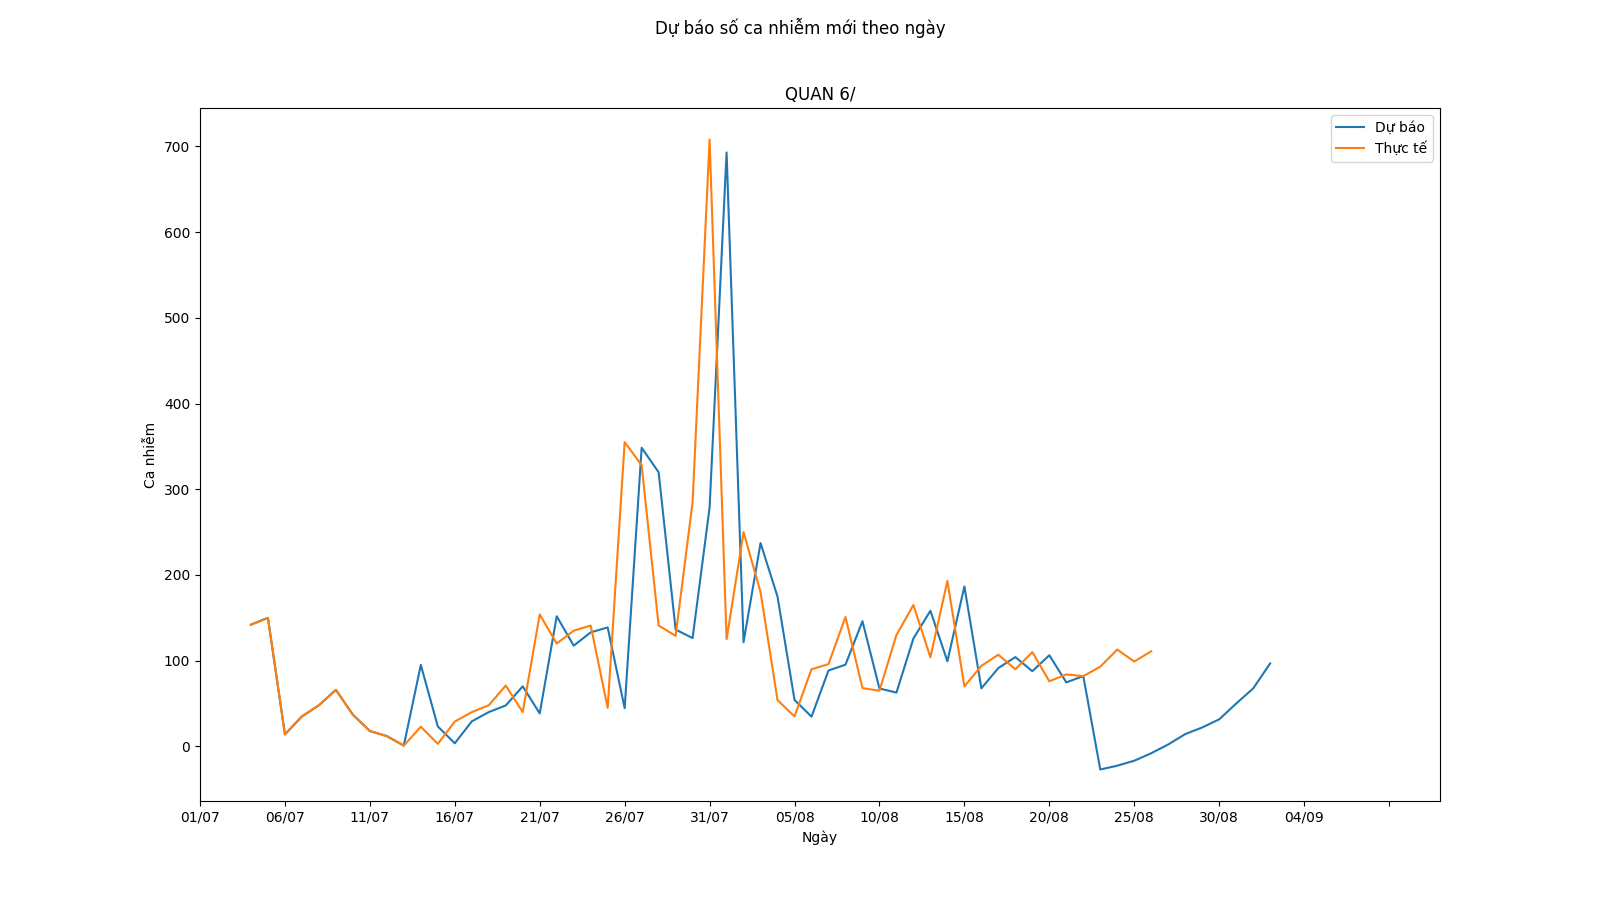 Dự báo số ca nhiễm mới theo ngày
QUAN 6/
Dự báo
Thực tế
700
600
500
400
300
200
100
0
Ca nhiễm
01/07 06/07 11/07 16/07 21/07 26/07 31/07 05/08 10/08 15/08 20/08 25/08 30/08 04/09
Ngày